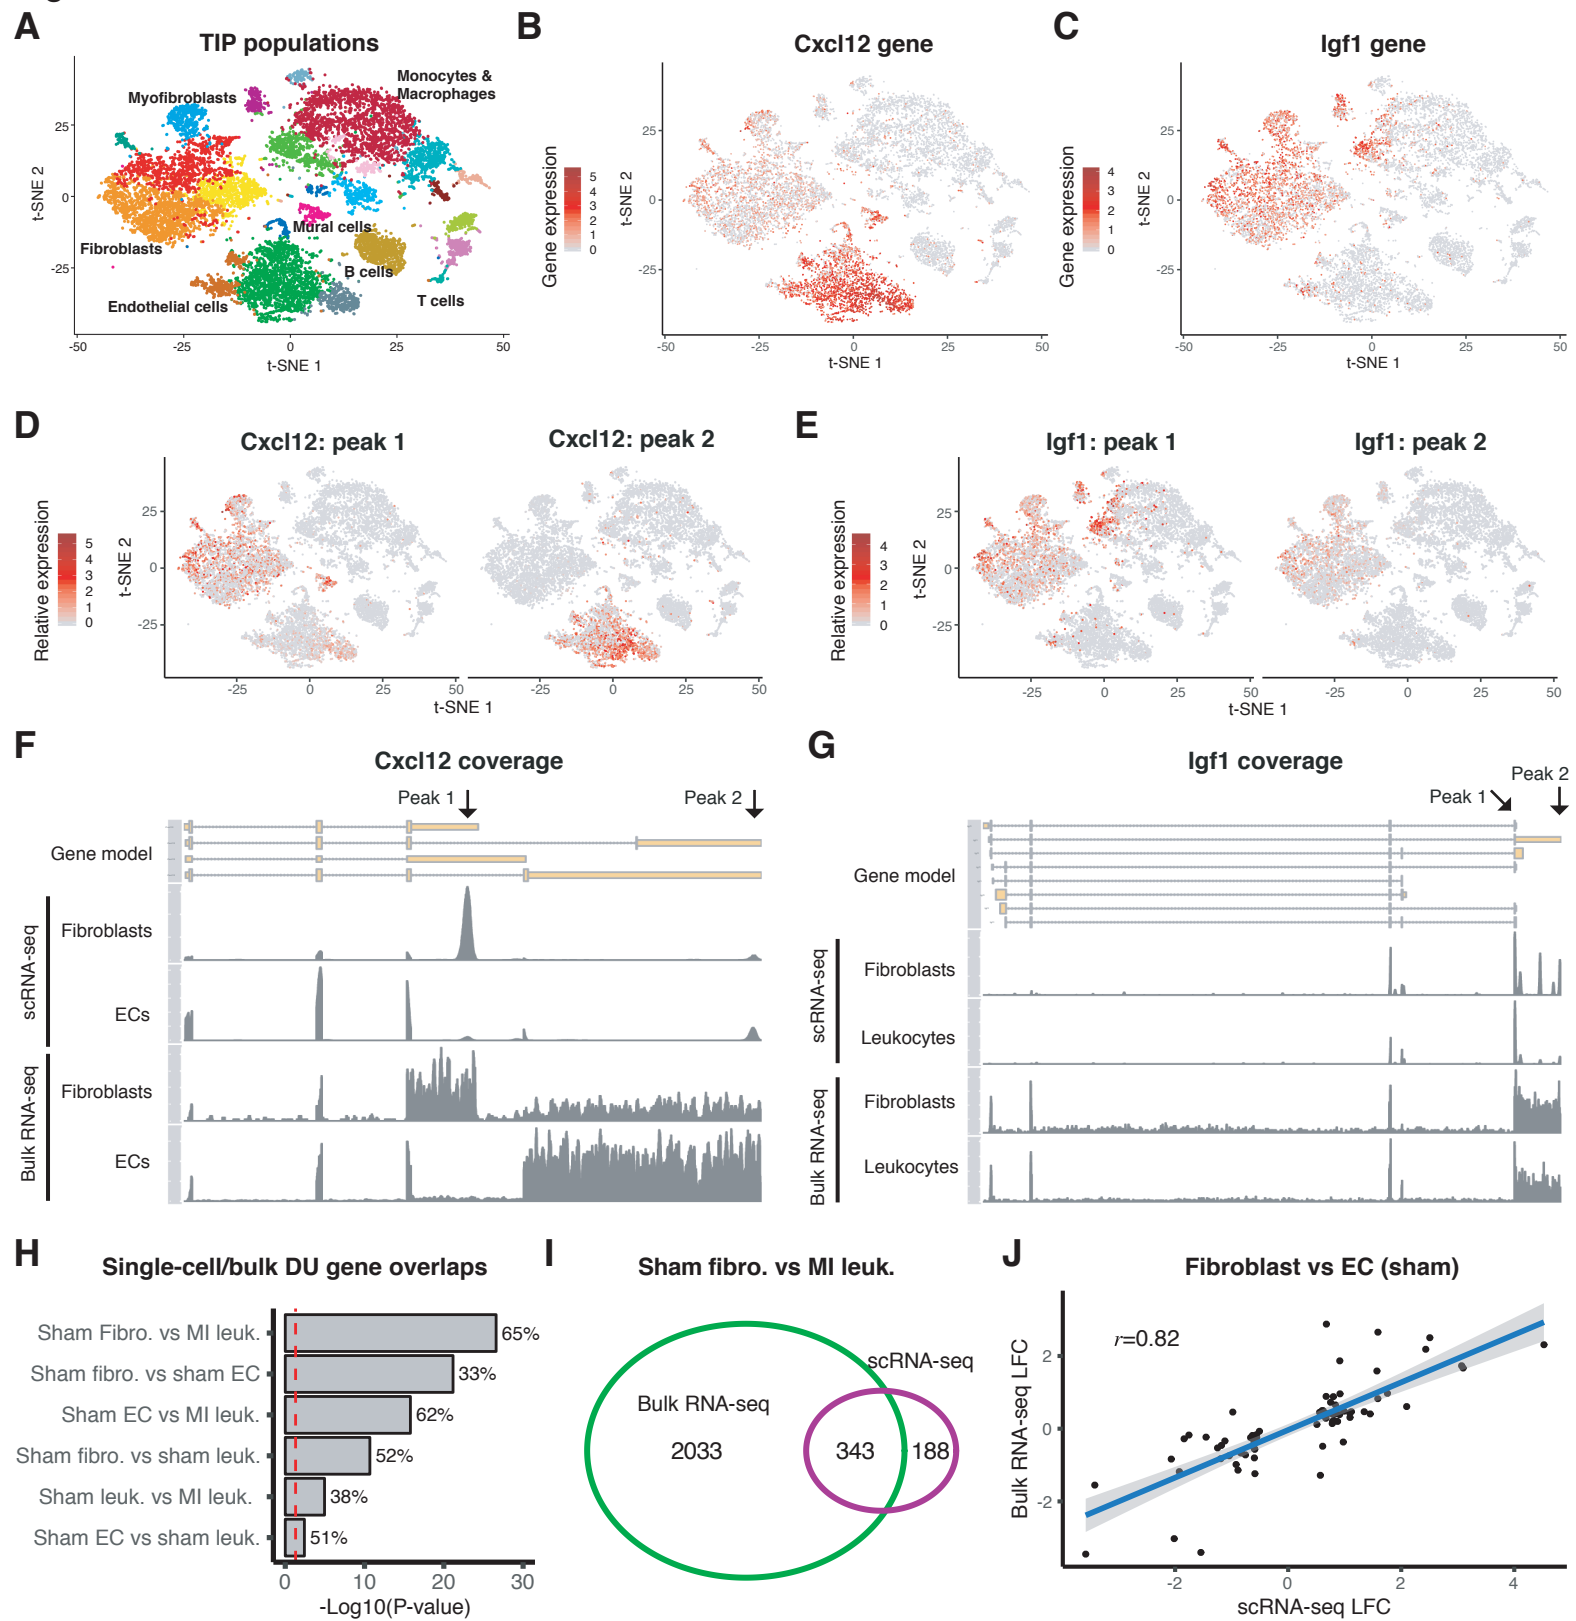 A
TIP populations
Myofibroblasts
Monocytes &
Macrophages
Mural cells
Fibroblasts
B cells
T cells
Endothelial cells
t-SNE 2
25
0
-25
-50
-25
0
25
50
t-SNE 1
B
Cxcl12 gene
Gene expression
5
4
3
2
1
0
t-SNE 2
25
0
-25
-50
-25
0
25
50
t-SNE 1
C
Igf1 gene
Gene expression
4
3
2
1
0
t-SNE 2
25
0
-25
-50
-25
0
25
50
t-SNE 1
D
Cxcl12: peak 1
Cxcl12: peak 2
Relative expression
5
4
3
2
1
0
t-SNE 2
25
0
-25
-25
0
25
50
-25
0
25
50
t-SNE 1
E
Igf1: peak 1
Igf1: peak 2
Relative expression
4
3
2
1
0
t-SNE 2
25
0
-25
-25
0
25
50
-25
0
25
50
t-SNE 1
F
Cxcl12 coverage
Peak 1
Peak 2
Gene model
scRNA-seq
Fibroblasts
ECs
Bulk RNA-seq
Fibroblasts
ECs
G
Igf1 coverage
Peak 2
Peak 1
Gene model
scRNA-seq
Fibroblasts
Leukocytes
Bulk RNA-seq
Fibroblasts
Leukocytes
H
Single-cell/bulk DU gene overlaps
Sham Fibro. vs MI leuk.
65%
Sham fibro. vs sham EC
33%
Sham EC vs MI leuk.
62%
Sham fibro. vs sham leuk.
52%
Sham leuk. vs MI leuk.
38%
Sham EC vs sham leuk.
51%
0
10
20
30
-Log10(P-value)
I
Sham fibro. vs MI leuk.
scRNA-seq
Bulk RNA-seq
2033
343
188
J
Fibroblast vs EC (sham)
r=0.82
Bulk RNA-seq LFC
2
0
-2
-2
0
2
4
scRNA-seq LFC